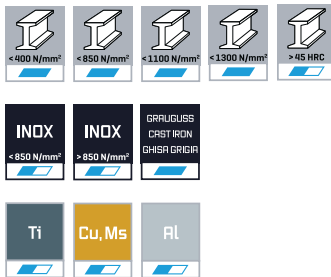 <400 N/mm² <850 N/mm² <1100 N/mm² <1300 N/mm² >45 HRC
INOX INOX GRAUGUSS
CAST IRON
GHISA GRIGIA
<850 N/mm² >850 N/mm²
Ti Cu, Ms Al